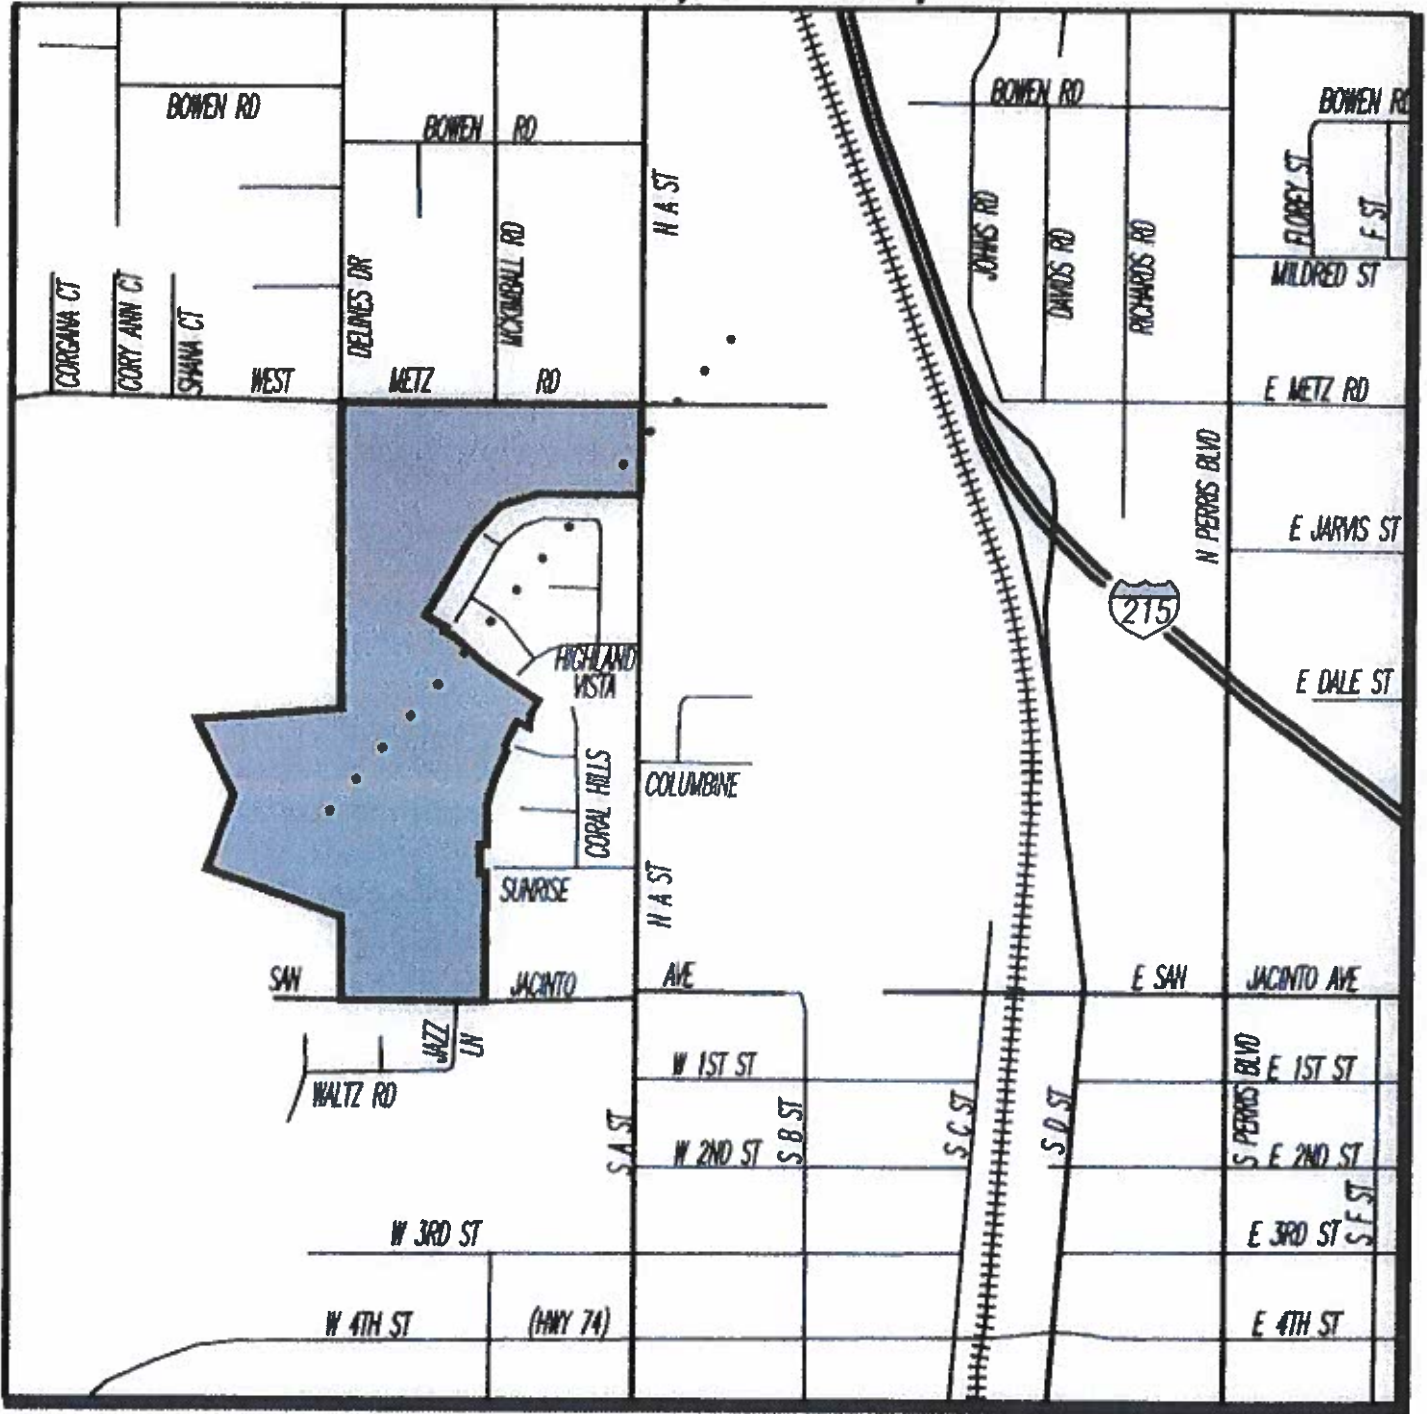 BOWEN RD
BOWEN RD
BOWEN RD
BOWEN RD
N A ST
JOHNS RD
DAVIDS RD
RICHARDS RD
FLOREY ST
F ST
MILDRED ST
CORGANA CT
CORY ANN CT
SHANA CT
DELINES DR
MCKIMBALL RD
WEST METZ RD
E METZ RD
N PERRIS BLVD
E JARVIS ST
215
HIGHLAND
VISTA
E DALE ST
CORAL HILLS
COLUMBINE
SUNRISE
N A ST
SAN JACINTO AVE
E SAN JACINTO AVE
JAZZ
LN
WALTZ RD
W 1ST ST
E 1ST ST
S A ST
S B ST
S C ST
S D ST
S PERRIS BLVD
W 2ND ST
E 2ND ST
S F ST
W 3RD ST
E 3RD ST
W 4TH ST (HWY 74)
E 4TH ST